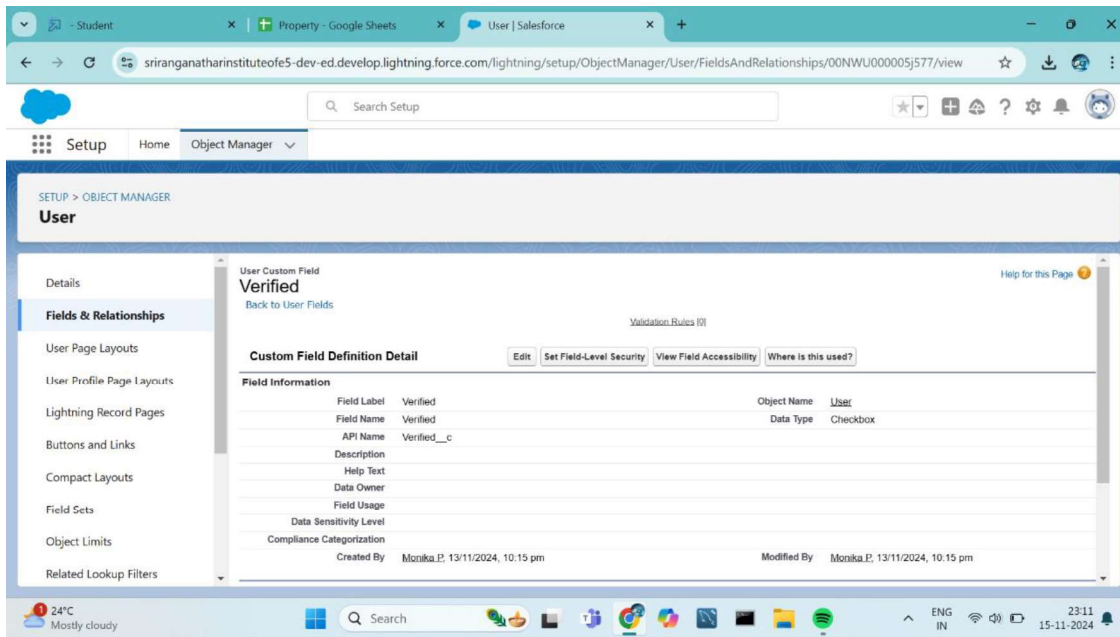 - Student
Property - Google Sheets
User | Salesforce
sriranganatharinstituteofe5-dev-ed.develop.lightning.force.com/lightning/setup/ObjectManager/User/FieldsAndRelationships/00NWU000005j577/view
Search Setup
Setup Home Object Manager
SETUP > OBJECT MANAGER
User
Details
Fields & Relationships
User Page Layouts
User Profile Page Layouts
Lightning Record Pages
Buttons and Links
Compact Layouts
Field Sets
Object Limits
Related Lookup Filters
User Custom Field
Verified
Back to User Fields
Help for this Page
Validation Rules [0]
Custom Field Definition Detail Edit Set Field-Level Security View Field Accessibility Where is this used?
Field Information
Field Label Verified Object Name User
Field Name Verified Data Type Checkbox
API Name Verified__c
Description
Help Text
Data Owner
Field Usage
Data Sensitivity Level
Compliance Categorization
Created By Monika P, 13/11/2024, 10:15 pm Modified By Monika P, 13/11/2024, 10:15 pm
1
24°C
Mostly cloudy
Search
ENG
IN
23:11
15-11-2024